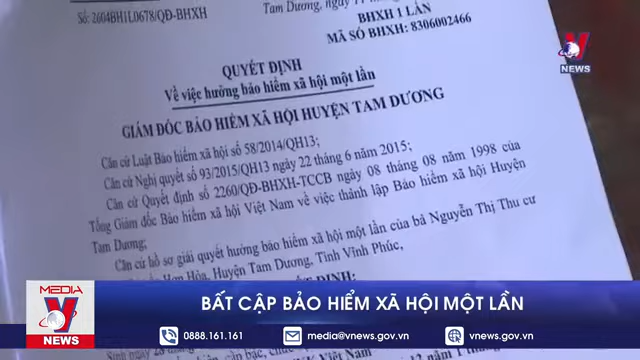 Số: 2604BH1L0678/QĐ-BHXH
Tam Dương,
BHXH 1 LẦN
MÃ SỐ BHXH: 8306002466
VNEWS
QUYẾT ĐỊNH
Về việc hưởng bảo hiểm xã hội một lần
GIÁM ĐỐC BẢO HIỂM XÃ HỘI HUYỆN TAM DƯƠNG
Căn cứ Luật Bảo hiểm xã hội số 58/2014/QH13;
Căn cứ Nghị quyết số 93/2015/QH13 ngày 22 tháng 6 năm 2015;
Căn cứ Quyết định số 2260/QĐ-BHXH-TCCB ngày 08 tháng 08 năm 1998 của
Tổng Giám đốc Bảo hiểm xã hội Việt Nam về việc thành lập Bảo hiểm xã hội Huyện
Tam Dương;
Căn cứ hồ sơ giải quyết hưởng bảo hiểm xã hội một lần của bà Nguyễn Thị Thu cư
Hợp Hòa, Huyện Tam Dương, Tỉnh Vĩnh Phúc,
MEDIA
VNEWS
BẤT CẬP BẢO HIỂM XÃ HỘI MỘT LẦN
0888.161.161
media@vnews.gov.vn
vnews.gov.vn